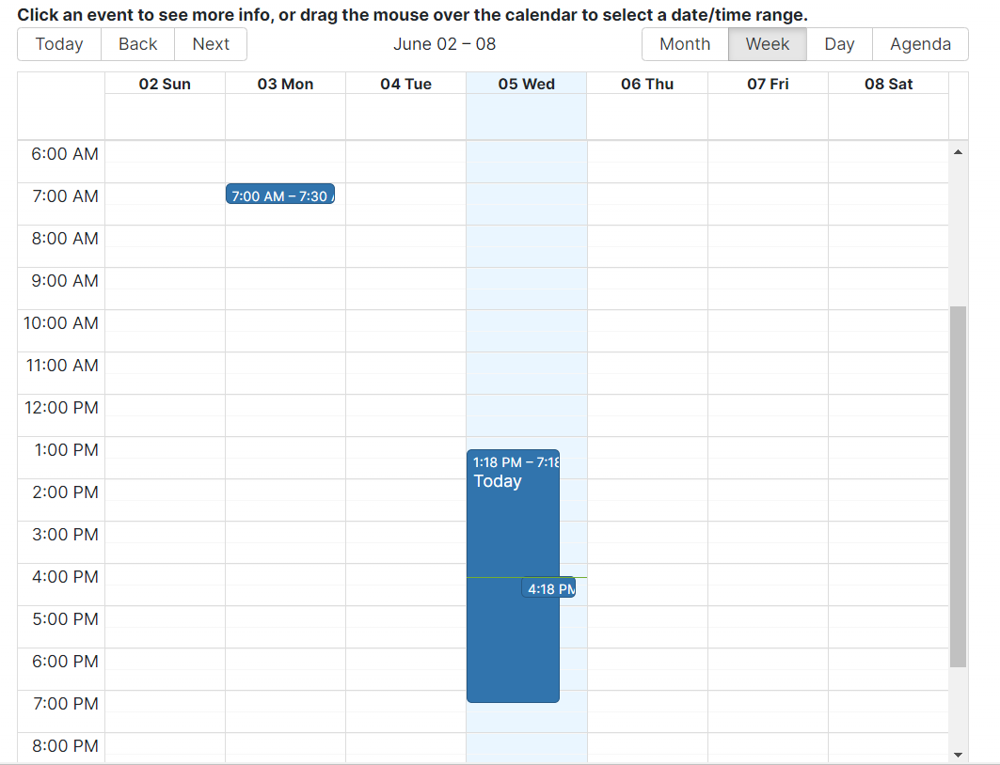 Click an event to see more info, or drag the mouse over the calendar to select a date/time range.
Today Back Next June 02 – 08 Month Week Day Agenda
02 Sun 03 Mon 04 Tue 05 Wed 06 Thu 07 Fri 08 Sat
6:00 AM
7:00 AM 7:00 AM – 7:30
8:00 AM
9:00 AM
10:00 AM
11:00 AM
12:00 PM
1:00 PM
1:18 PM – 7:18
Today
2:00 PM
3:00 PM
4:00 PM
4:18 PM
5:00 PM
6:00 PM
7:00 PM
8:00 PM